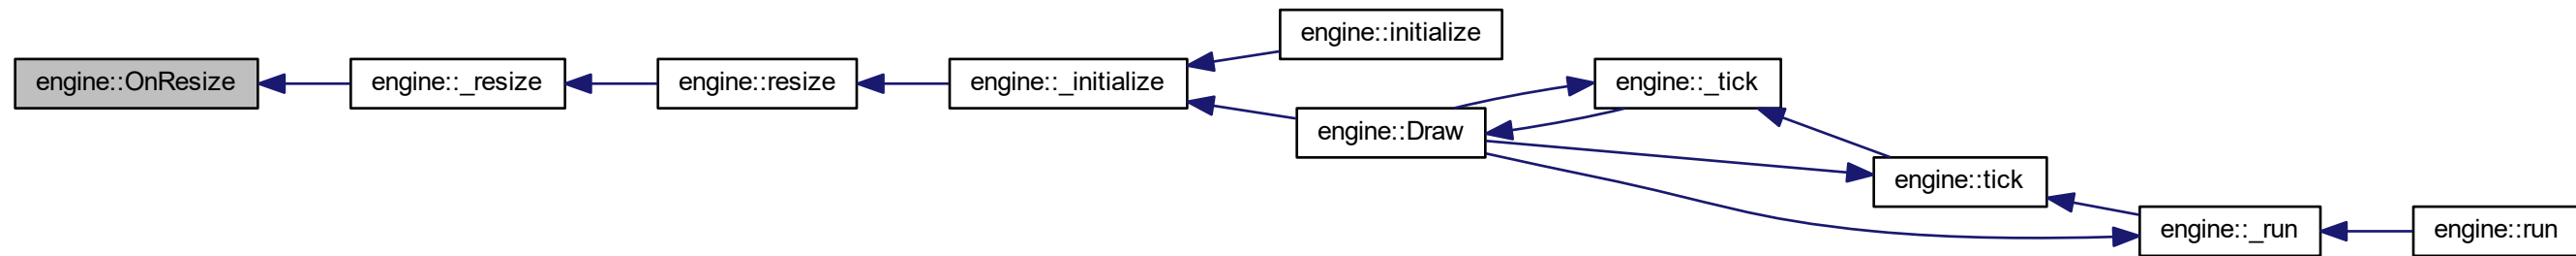 engine::OnResize
engine::_resize
engine::resize
engine::_initialize
engine::initialize
engine::Draw
engine::_tick
engine::tick
engine::_run
engine::run